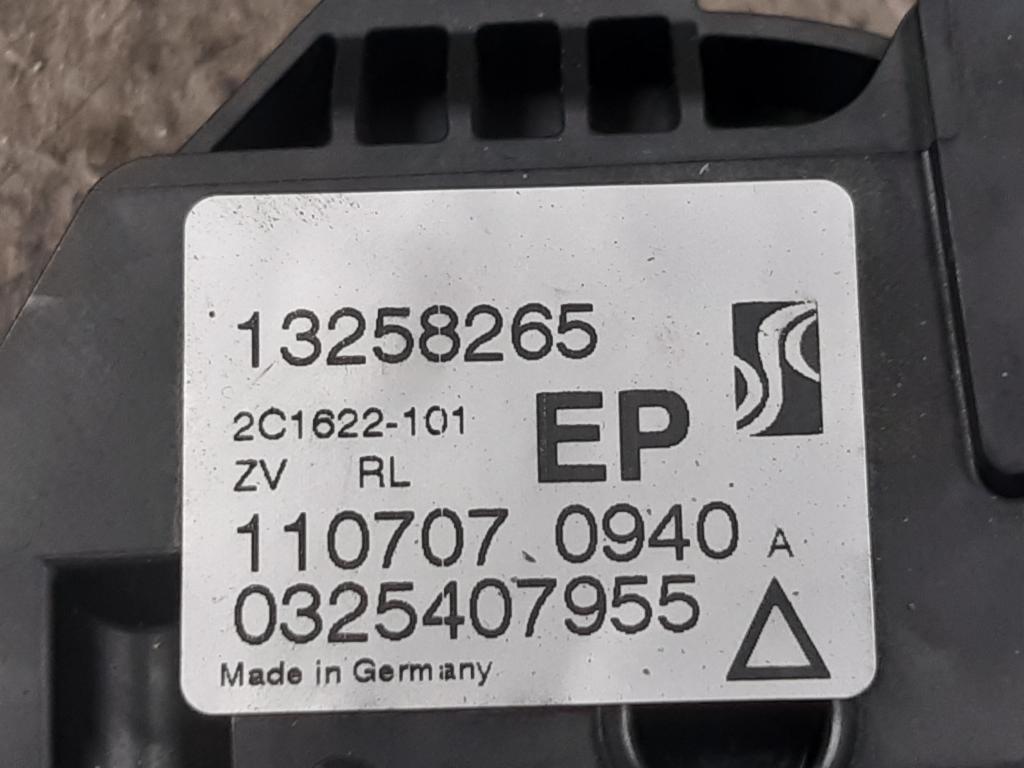 13258265
2C1622-101
EP
ZV RL
110707 0940 A
0325407955
Made in Germany